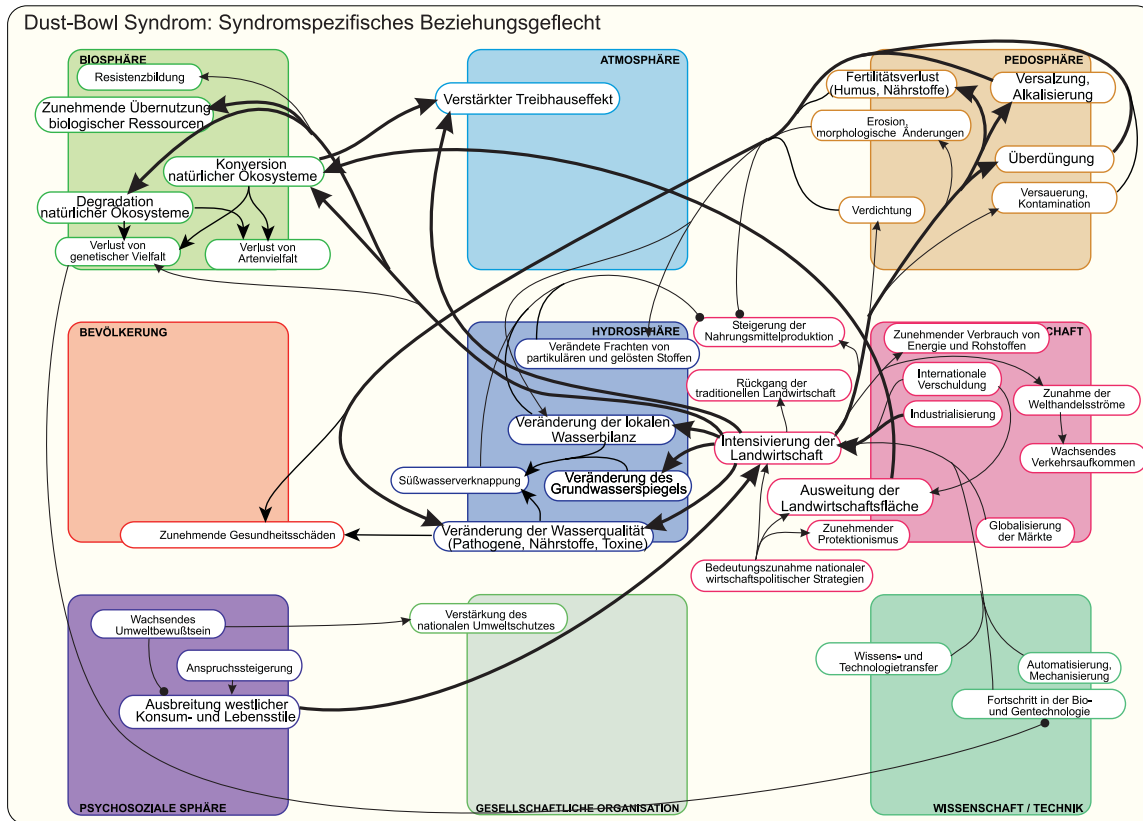 Dust-Bowl Syndrom: Syndromspezifisches Beziehungsgeflecht
BIOSPHÄRE
Resistenzbildung
Zunehmende Übernutzung
biologischer Ressourcen
Konversion
natürlicher Ökosysteme
Degradation
natürlicher Ökosysteme
Verlust von
genetischer Vielfalt
Verlust von
Artenvielfalt
ATMOSPHÄRE
Verstärkter Treibhauseffekt
PEDOSPHÄRE
Fertilitätsverlust
(Humus, Nährstoffe)
Versalzung,
Alkalisierung
Erosion,
morphologische Änderungen
Überdüngung
Versauerung,
Kontamination
Verdichtung
BEVÖLKERUNG
Zunehmende Gesundheitsschäden
HYDROSPHÄRE
Verändete Frachten von
partikulären und gelösten Stoffen
Veränderung der lokalen
Wasserbilanz
Süßwasserverknappung
Veränderung des
Grundwasserspiegels
Veränderung der Wasserqualität
(Pathogene, Nährstoffe, Toxine)
Steigerung der
Nahrungsmittelproduktion
Rückgang der
traditionellen Landwirtschaft
Intensivierung der
Landwirtschaft
CHAFT
Zunehmender Verbrauch von
Energie und Rohstoffen
Internationale
Verschuldung
Zunahme der
Welthandelsströme
Industrialisierung
Wachsendes
Verkehrsaufkommen
Ausweitung der
Landwirtschaftsfläche
Zunehmender
Protektionismus
Globalisierung
der Märkte
Bedeutungszunahme nationaler
wirtschaftspolitischer Strategien
Wachsendes
Umweltbewußtsein
Anspruchssteigerung
Ausbreitung westlicher
Konsum- und Lebensstile
PSYCHOSOZIALE SPHÄRE
Verstärkung des
nationalen Umweltschutzes
GESELLSCHAFTLICHE ORGANISATION
Wissens- und
Technologietransfer
Automatisierung,
Mechanisierung
Fortschritt in der Bio-
und Gentechnologie
WISSENSCHAFT / TECHNIK